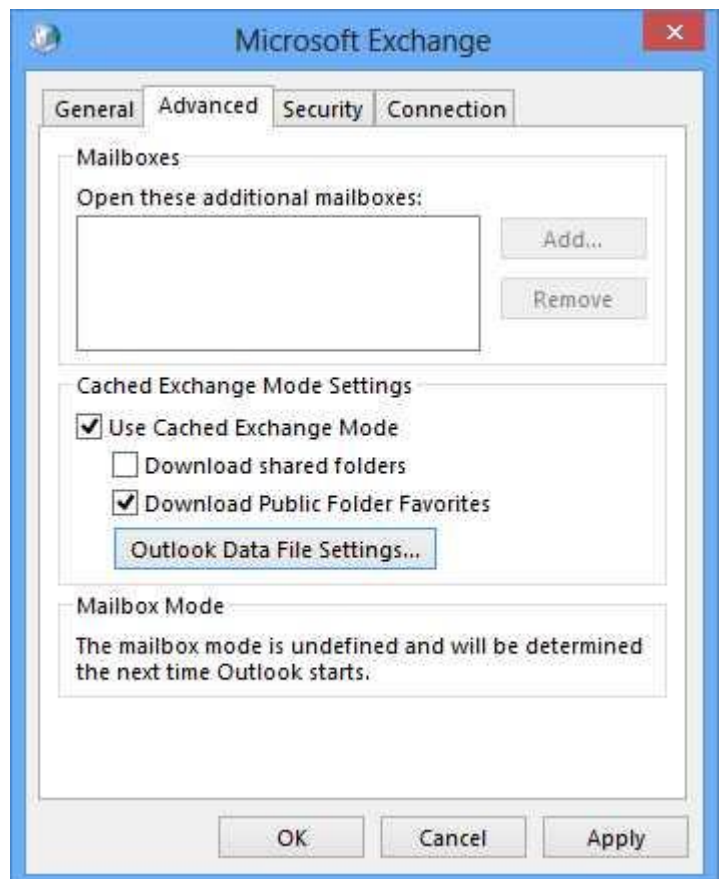 Microsoft Exchange
General Advanced Security Connection
Mailboxes
Open these additional mailboxes:
Add...
Remove
Cached Exchange Mode Settings
Use Cached Exchange Mode
Download shared folders
Download Public Folder Favorites
Outlook Data File Settings...
Mailbox Mode
The mailbox mode is undefined and will be determined
the next time Outlook starts.
OK Cancel Apply